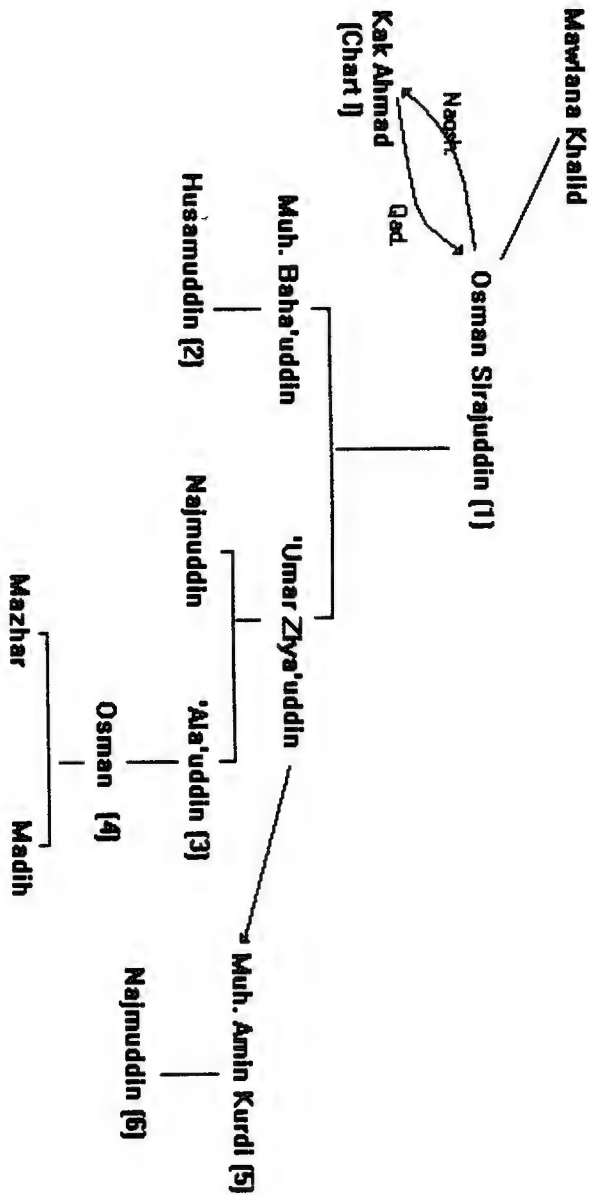 Mawlana Khalid
Osman Sirajuddin (1)
Naqsh.
Qad.
Kak Ahmad
(Chart I)
Muh. Baha'uddin
'Umar Ziya'uddin
Muh. Amin Kurdi (5)
Husamuddin (2)
Najmuddin
'Ala'uddin (3)
Najmuddin (6)
Osman (4)
Mazhar
Madih